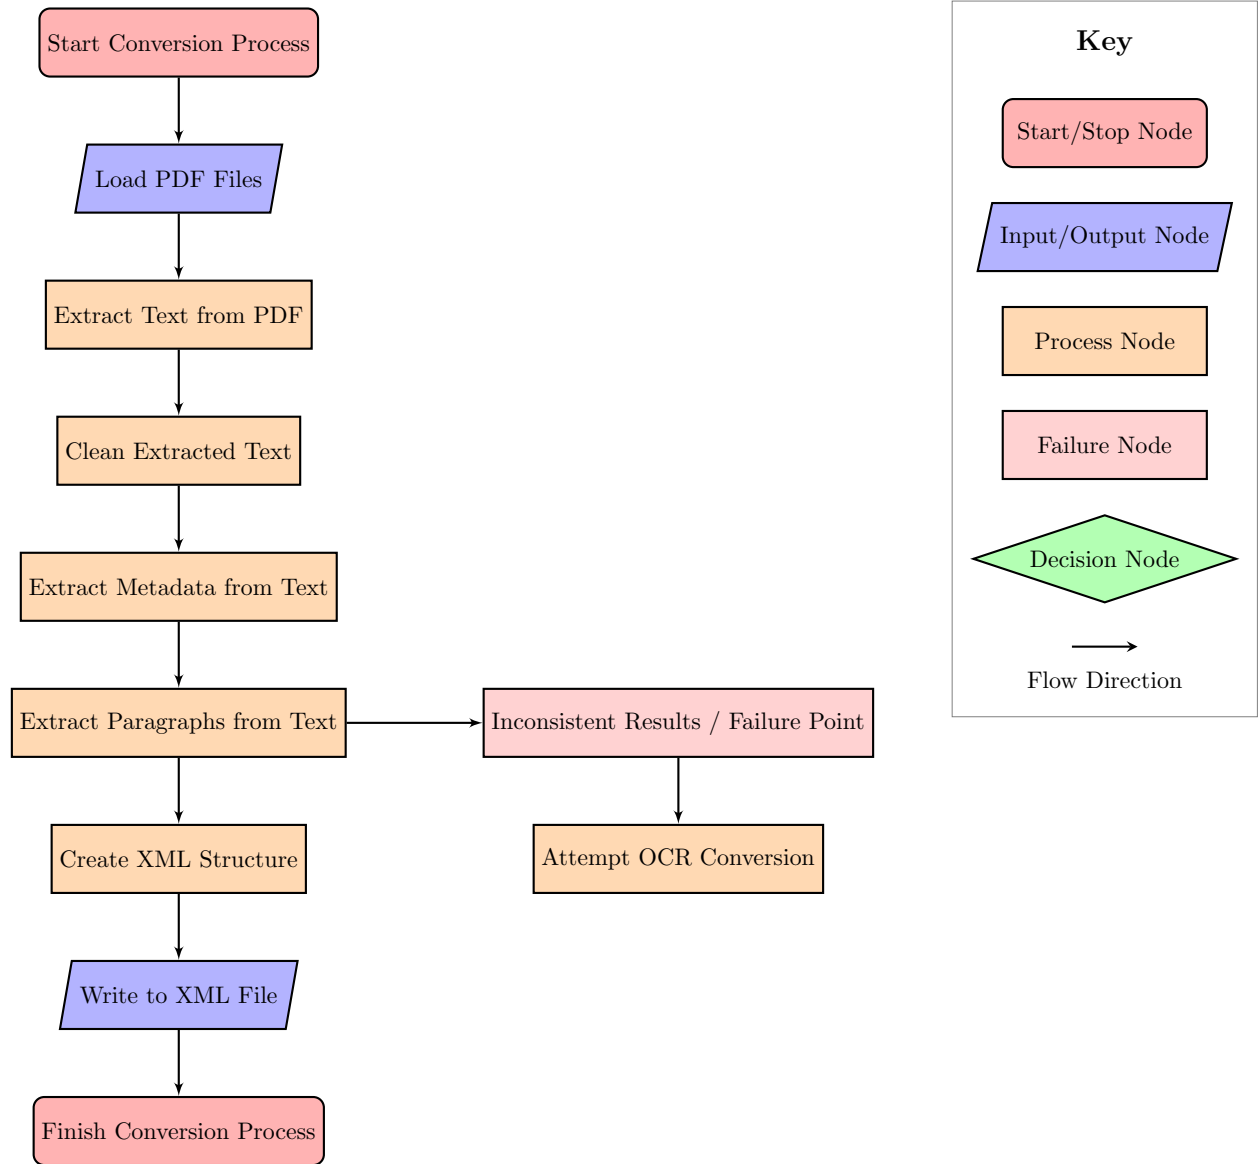 Start Conversion Process
Load PDF Files
Extract Text from PDF
Clean Extracted Text
Extract Metadata from Text
Extract Paragraphs from Text
Inconsistent Results / Failure Point
Create XML Structure
Attempt OCR Conversion
Write to XML File
Finish Conversion Process
Key
Start/Stop Node
Input/Output Node
Process Node
Failure Node
Decision Node
Flow Direction